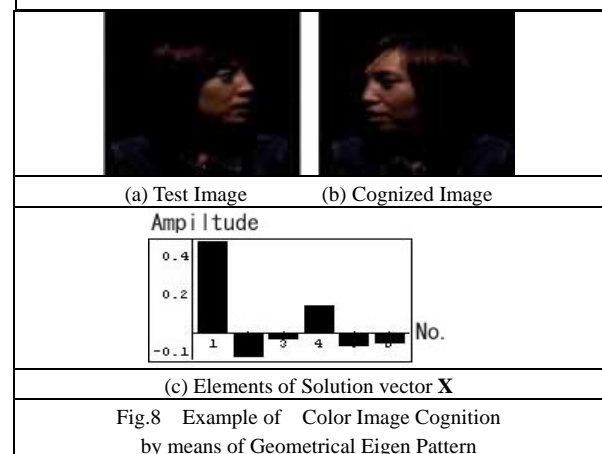 (a) Test Image (b) Cognized Image
Ampiltude
0.4
0.2
-0.1
1 3 4
No.
(c) Elements of Solution vector X
Fig.8 Example of Color Image Cognition
by means of Geometrical Eigen Pattern